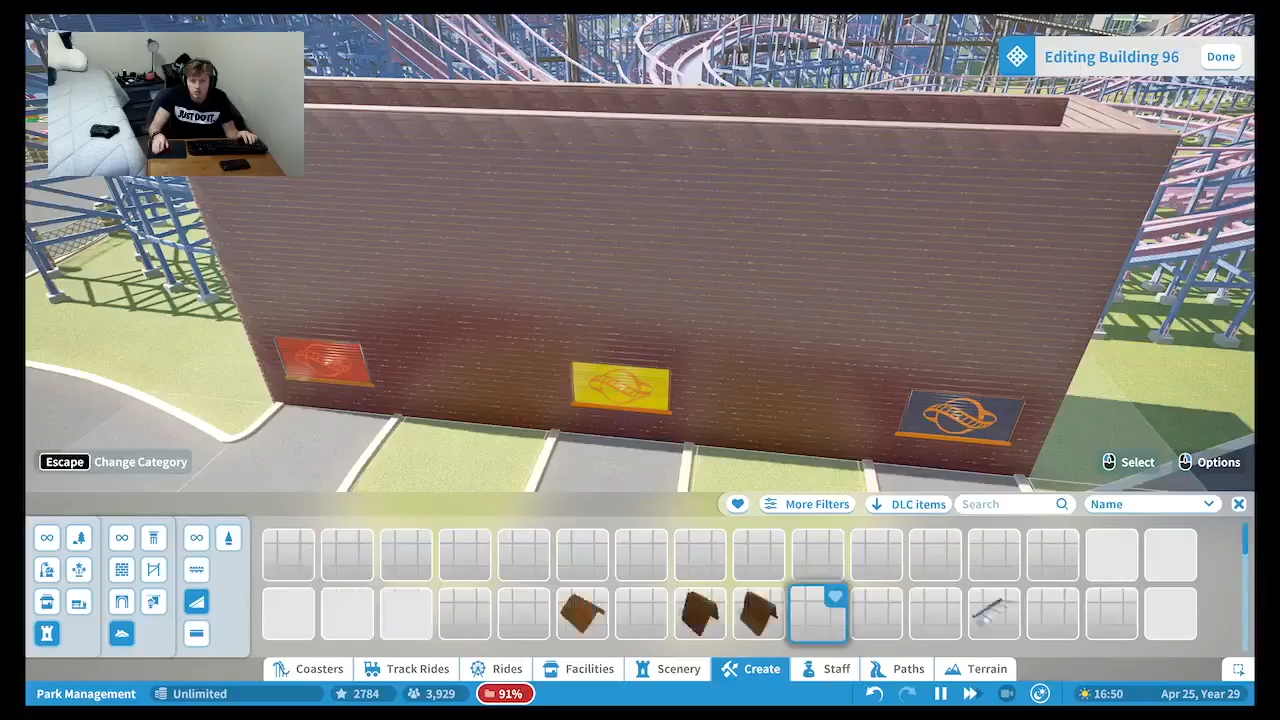 Editing Building 96 Done
JUST DO IT.
Escape Change Category
Select Options
More Filters DLC items Search Name
Coasters Track Rides Rides Facilities Scenery Create Staff Paths Terrain
Park Management Unlimited 2784 3,929 91% 16:50 Apr 25, Year 29